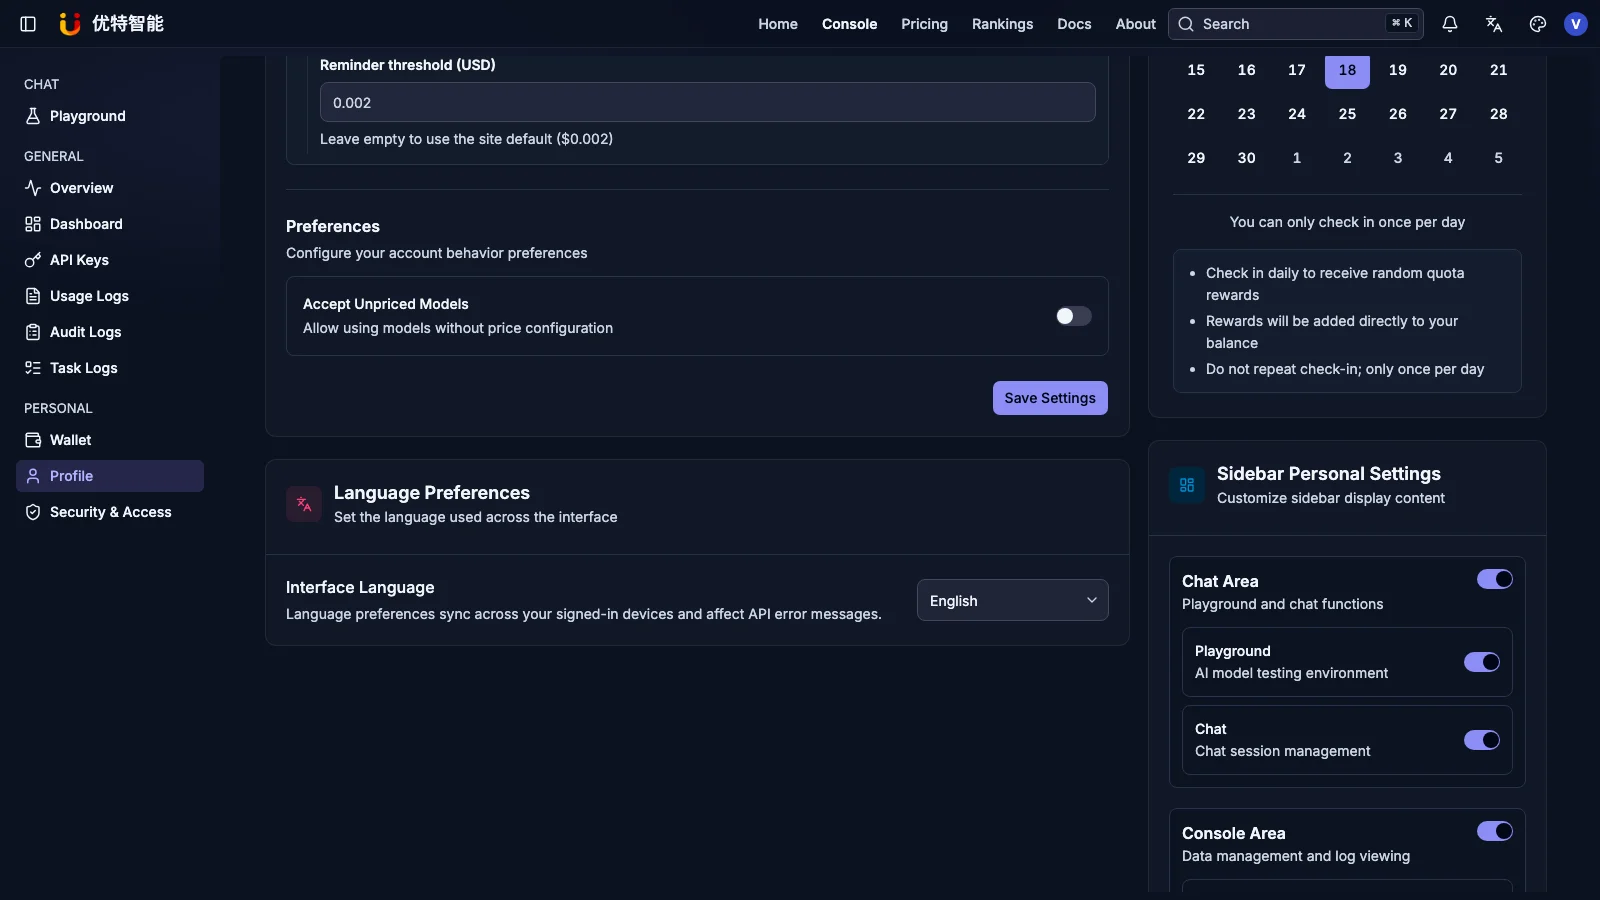 优特智能
Home
Console
Pricing
Rankings
Docs
About
Search
⌘ K
V
CHAT
Playground
GENERAL
Overview
Dashboard
API Keys
Usage Logs
Audit Logs
Task Logs
PERSONAL
Wallet
Profile
Security & Access
Reminder threshold (USD)
0.002
Leave empty to use the site default ($0.002)
Preferences
Configure your account behavior preferences
Accept Unpriced Models
Allow using models without price configuration
Save Settings
Language Preferences
Set the language used across the interface
Interface Language
Language preferences sync across your signed-in devices and affect API error messages.
English
15 16 17 18 19 20 21
22 23 24 25 26 27 28
29 30 1 2 3 4 5
You can only check in once per day
• Check in daily to receive random quota
rewards
• Rewards will be added directly to your
balance
• Do not repeat check-in; only once per day
Sidebar Personal Settings
Customize sidebar display content
Chat Area
Playground and chat functions
Playground
AI model testing environment
Chat
Chat session management
Console Area
Data management and log viewing